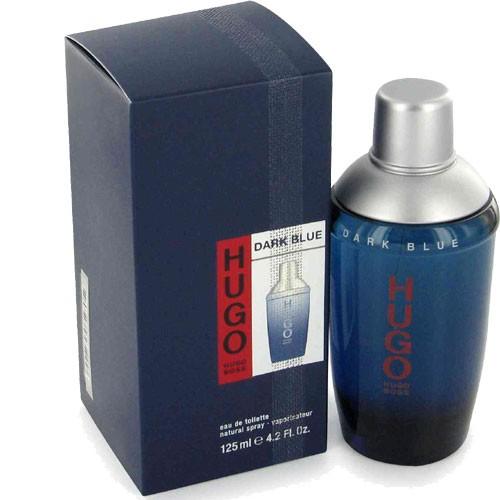 DARK BLUE
HUGO
HUGO
BOSS
HUGO
eau de toilette
natural spray - vaporisateur
125 ml e 4.2 Fl. Oz.
DARK BLUE
HUGO
HUGO
BOSS